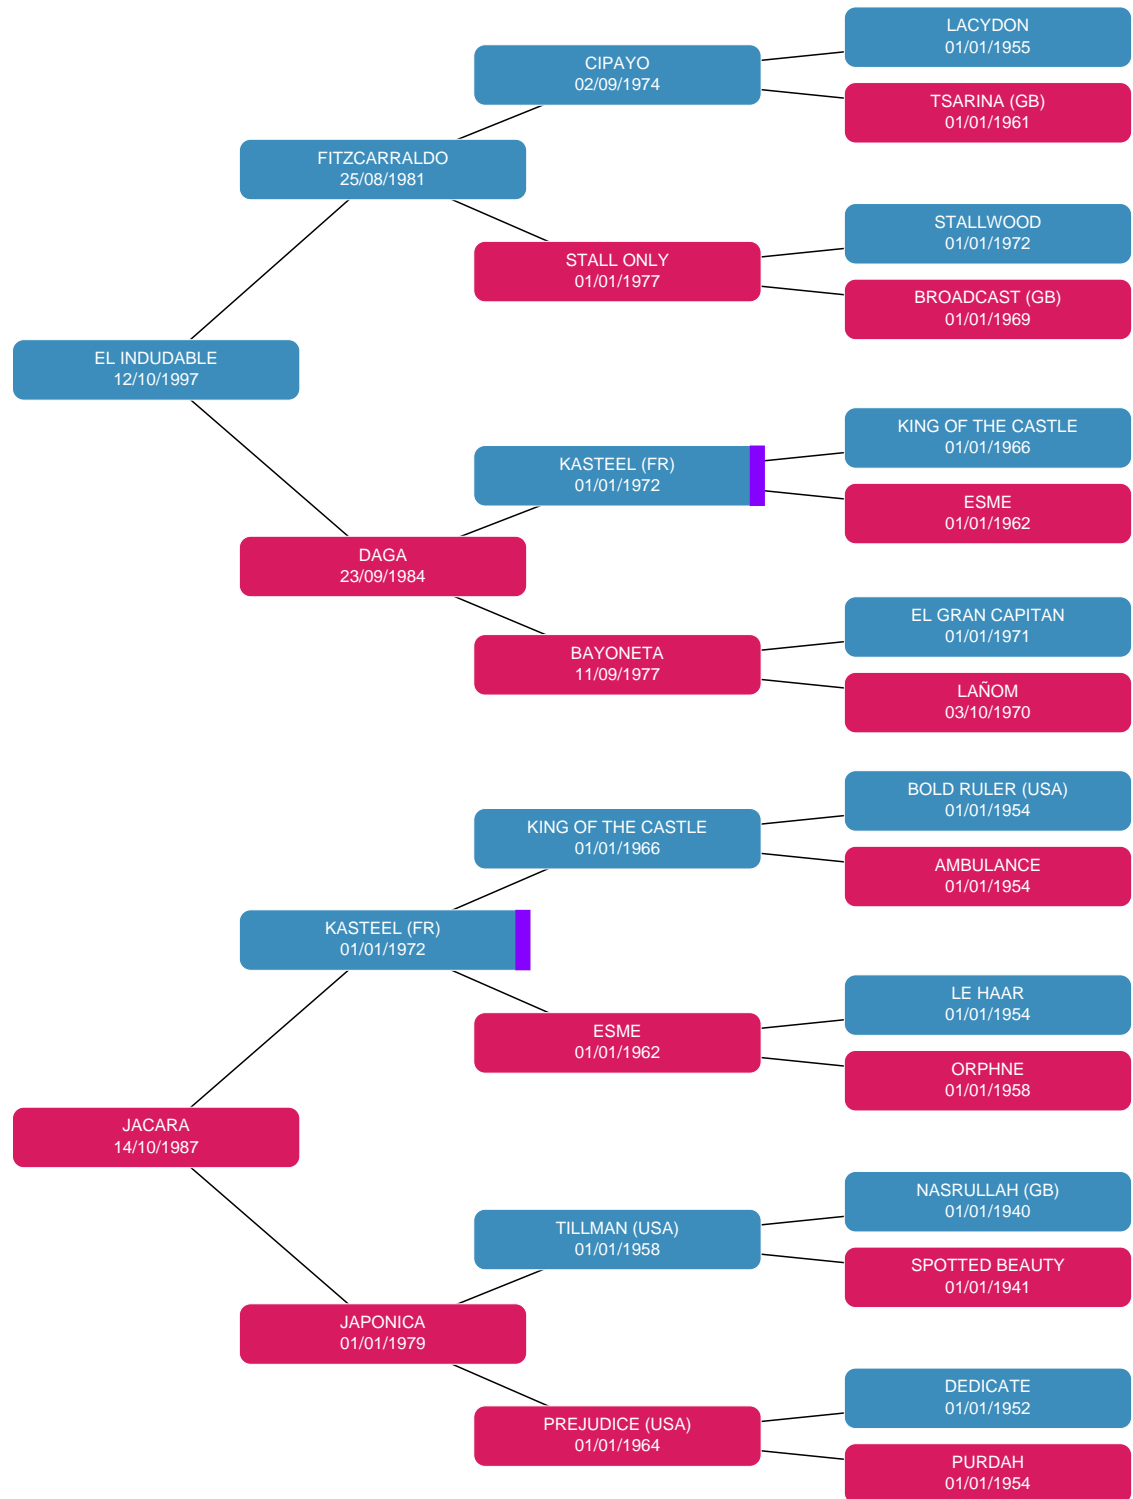 LACYDON
01/01/1955
CIPAYO
02/09/1974
TSARINA (GB)
01/01/1961
FITZCARRALDO
25/08/1981
STALLWOOD
01/01/1972
STALL ONLY
01/01/1977
BROADCAST (GB)
01/01/1969
EL INDUDABLE
12/10/1997
KING OF THE CASTLE
01/01/1966
KASTEEL (FR)
01/01/1972
ESME
01/01/1962
DAGA
23/09/1984
EL GRAN CAPITAN
01/01/1971
BAYONETA
11/09/1977
LAÑOM
03/10/1970
BOLD RULER (USA)
01/01/1954
KING OF THE CASTLE
01/01/1966
AMBULANCE
01/01/1954
KASTEEL (FR)
01/01/1972
LE HAAR
01/01/1954
ESME
01/01/1962
ORPHNE
01/01/1958
JACARA
14/10/1987
NASRULLAH (GB)
01/01/1940
TILLMAN (USA)
01/01/1958
SPOTTED BEAUTY
01/01/1941
JAPONICA
01/01/1979
DEDICATE
01/01/1952
PREJUDICE (USA)
01/01/1964
PURDAH
01/01/1954